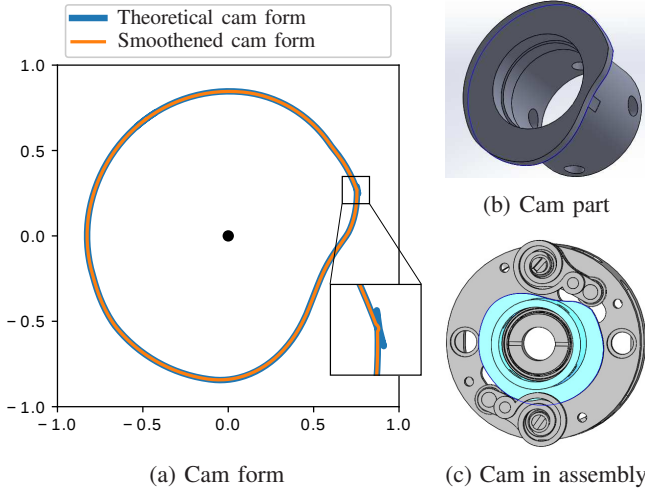 Theoretical cam form
Smoothened cam form
1.0
0.5
0.0
−0.5
−1.0
−1.0 −0.5 0.0 0.5 1.0
(a) Cam form
(b) Cam part
(c) Cam in assembly